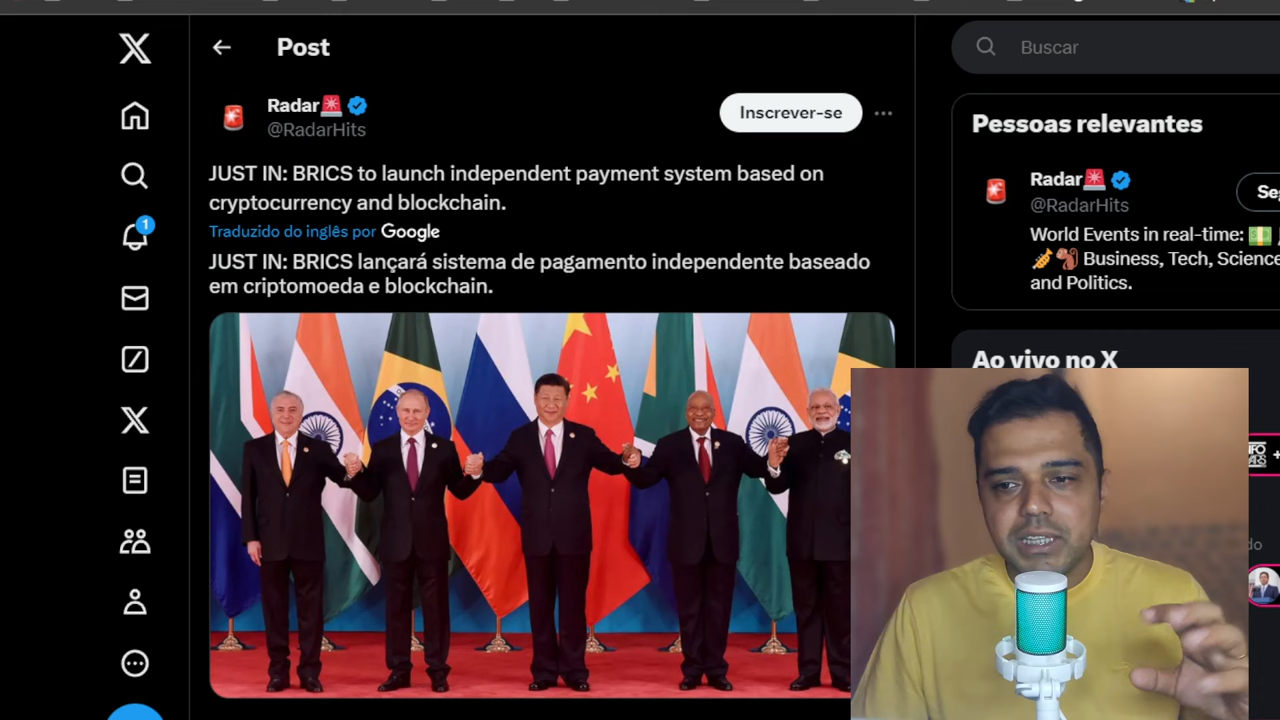 Post
Buscar
Radar🚨
@RadarHits
Inscrever-se
JUST IN: BRICS to launch independent payment system based on
cryptocurrency and blockchain.
Traduzido do inglês por Google
JUST IN: BRICS lançará sistema de pagamento independente baseado
em criptomoeda e blockchain.
1
Pessoas relevantes
Radar🚨
@RadarHits
World Events in real-time: 💵
🎺🐒 Business, Tech, Science
and Politics.
Ao vivo no X